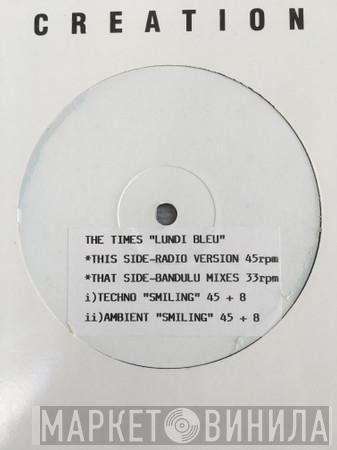 CREATION
THE TIMES "LUNDI BLEU"
*THIS SIDE-RADIO VERSION 45rpm
*THAT SIDE-BANDULU MIXES 33rpm
i)TECHNO "SMILING" 45 + 8
ii)AMBIENT "SMILING" 45 + 8
МАРКЕТ ВИНИЛА